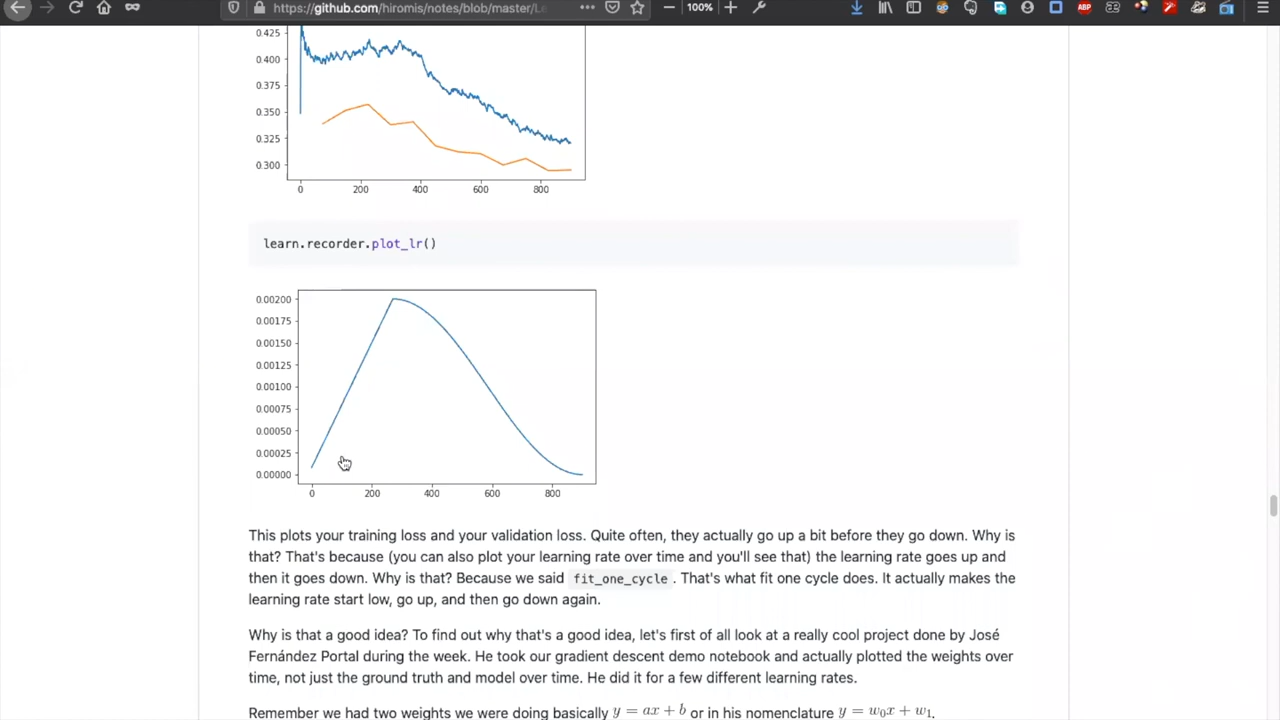 https://github.com/hiromis/notes/blob/master/Le
100%
ABP
0.425
0.400
0.375
0.350
0.325
0.300
0 200 400 600 800
learn.recorder.plot_lr()
0.00200
0.00175
0.00150
0.00125
0.00100
0.00075
0.00050
0.00025
0.00000
0 200 400 600 800
This plots your training loss and your validation loss. Quite often, they actually go up a bit before they go down. Why is
that? That's because (you can also plot your learning rate over time and you'll see that) the learning rate goes up and
then it goes down. Why is that? Because we said fit_one_cycle . That's what fit one cycle does. It actually makes the
learning rate start low, go up, and then go down again.
Why is that a good idea? To find out why that's a good idea, let's first of all look at a really cool project done by José
Fernández Portal during the week. He took our gradient descent demo notebook and actually plotted the weights over
time, not just the ground truth and model over time. He did it for a few different learning rates.
Remember we had two weights we were doing basically y = ax + b or in his nomenclature y = w₀x + w₁.